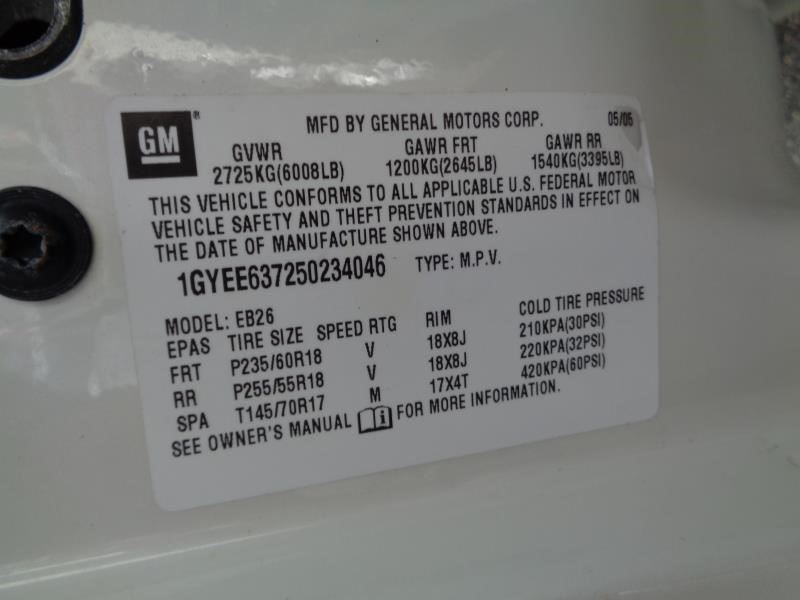 GM ® MFD BY GENERAL MOTORS CORP. 05/05
GVWR GAWR FRT GAWR RR
2725KG(6008LB) 1200KG(2645LB) 1540KG(3395LB)
THIS VEHICLE CONFORMS TO ALL APPLICABLE U.S. FEDERAL MOTOR
VEHICLE SAFETY AND THEFT PREVENTION STANDARDS IN EFFECT ON
THE DATE OF MANUFACTURE SHOWN ABOVE.
1GYEE637250234046 TYPE: M.P.V.
MODEL: EB26
EPAS TIRE SIZE SPEED RTG RIM COLD TIRE PRESSURE
FRT P235/60R18 V 18X8J 210KPA(30PSI)
RR P255/55R18 V 18X8J 220KPA(32PSI)
SPA T145/70R17 M 17X4T 420KPA(60PSI)
SEE OWNER'S MANUAL i FOR MORE INFORMATION.